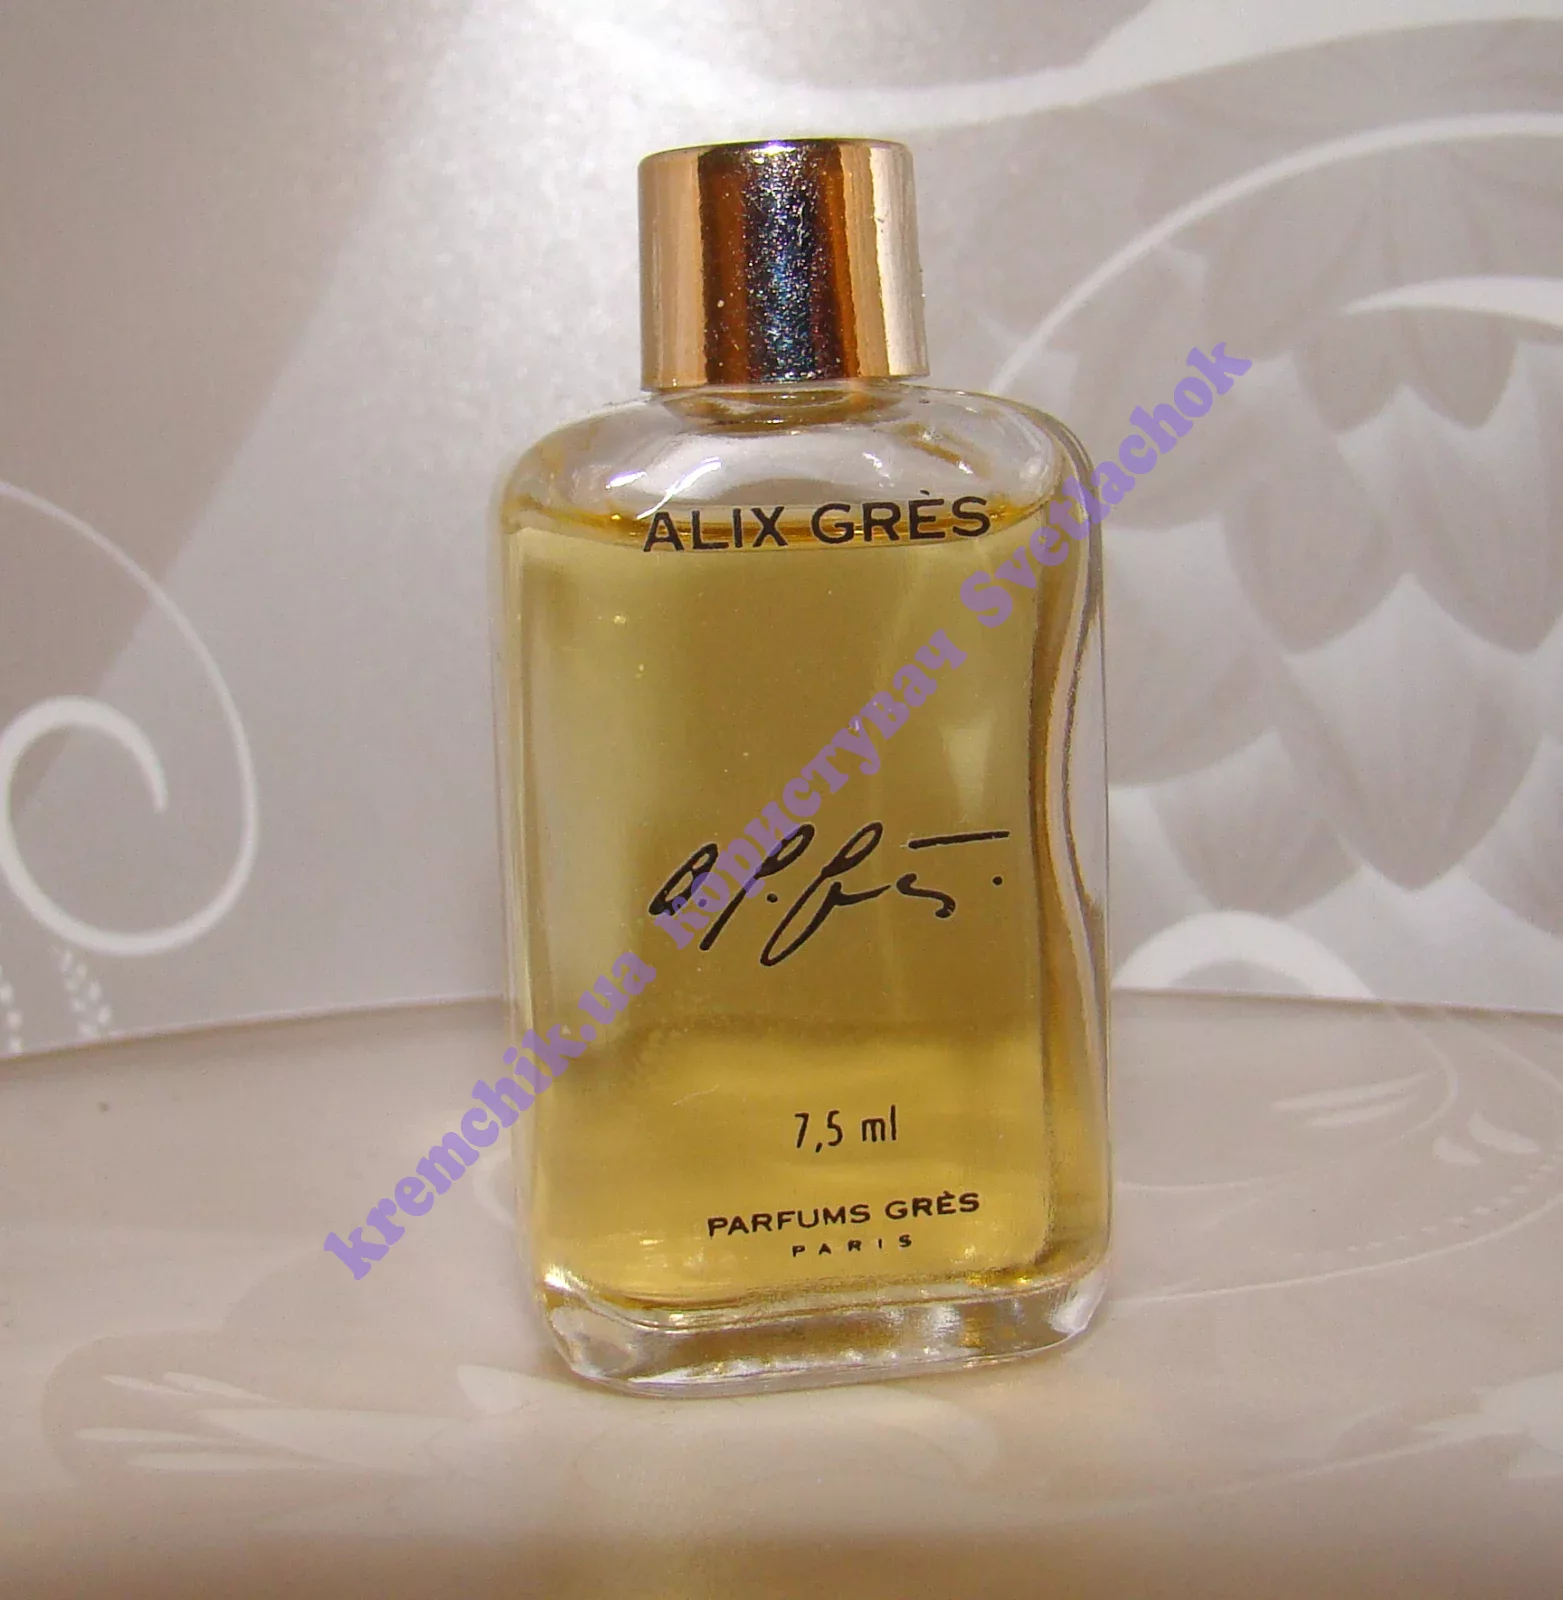 ALIX GRÈS
7,5 ml
PARFUMS GRÈS
PARIS
kremchik.ua користувач Svetlachok